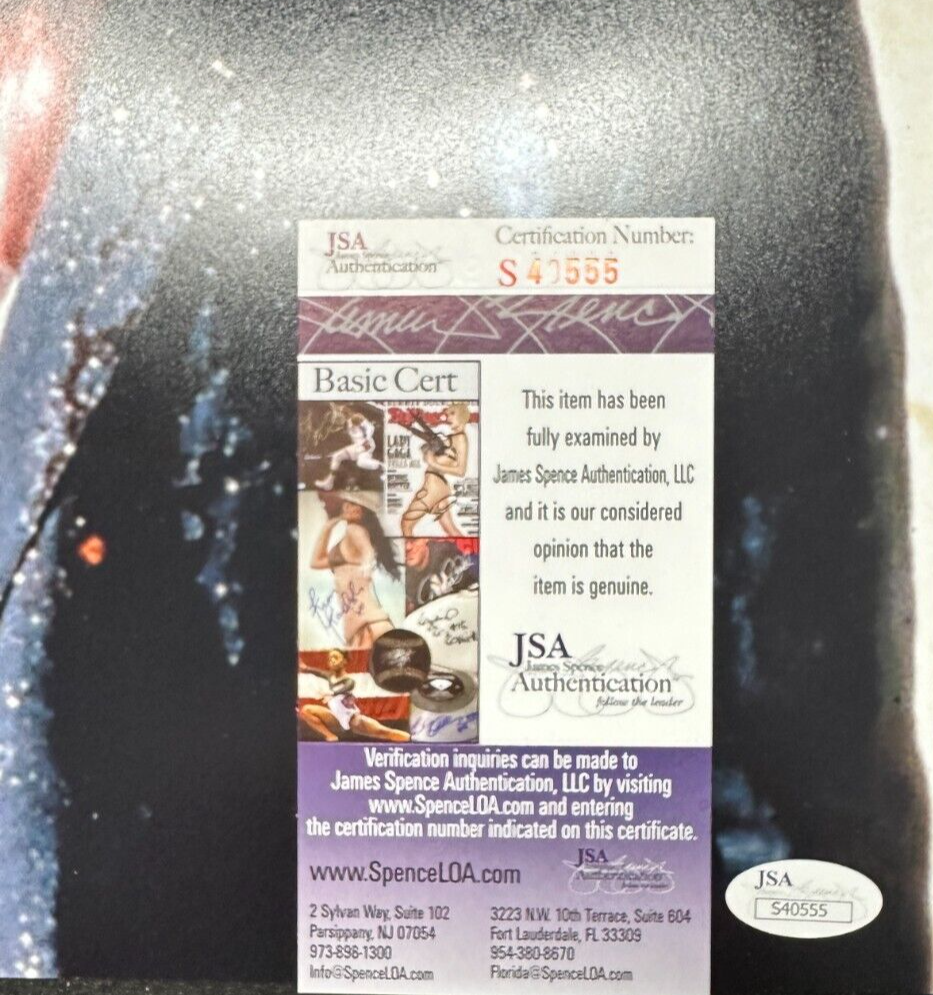 JSA
James Spence
Authentication
Certification Number:
S 40555
James Spence
Basic Cert
LADY
GAGA
This item has been
fully examined by
James Spence Authentication, LLC
and it is our considered
opinion that the
item is genuine.
JSA
James Spence
Authentication
follow the leader
Verification inquiries can be made to
James Spence Authentication, LLC by visiting
www.SpenceLOA.com and entering
the certification number indicated on this certificate.
www.SpenceLOA.com
JSA
Authentication
2 Sylvan Way, Suite 102
Parsippany, NJ 07054
973-898-1300
Info@SpenceLOA.com
3223 N.W. 10th Terrace, Suite 604
Fort Lauderdale, FL 33309
954-380-8670
Florida@SpenceLOA.com
JSA
S40555